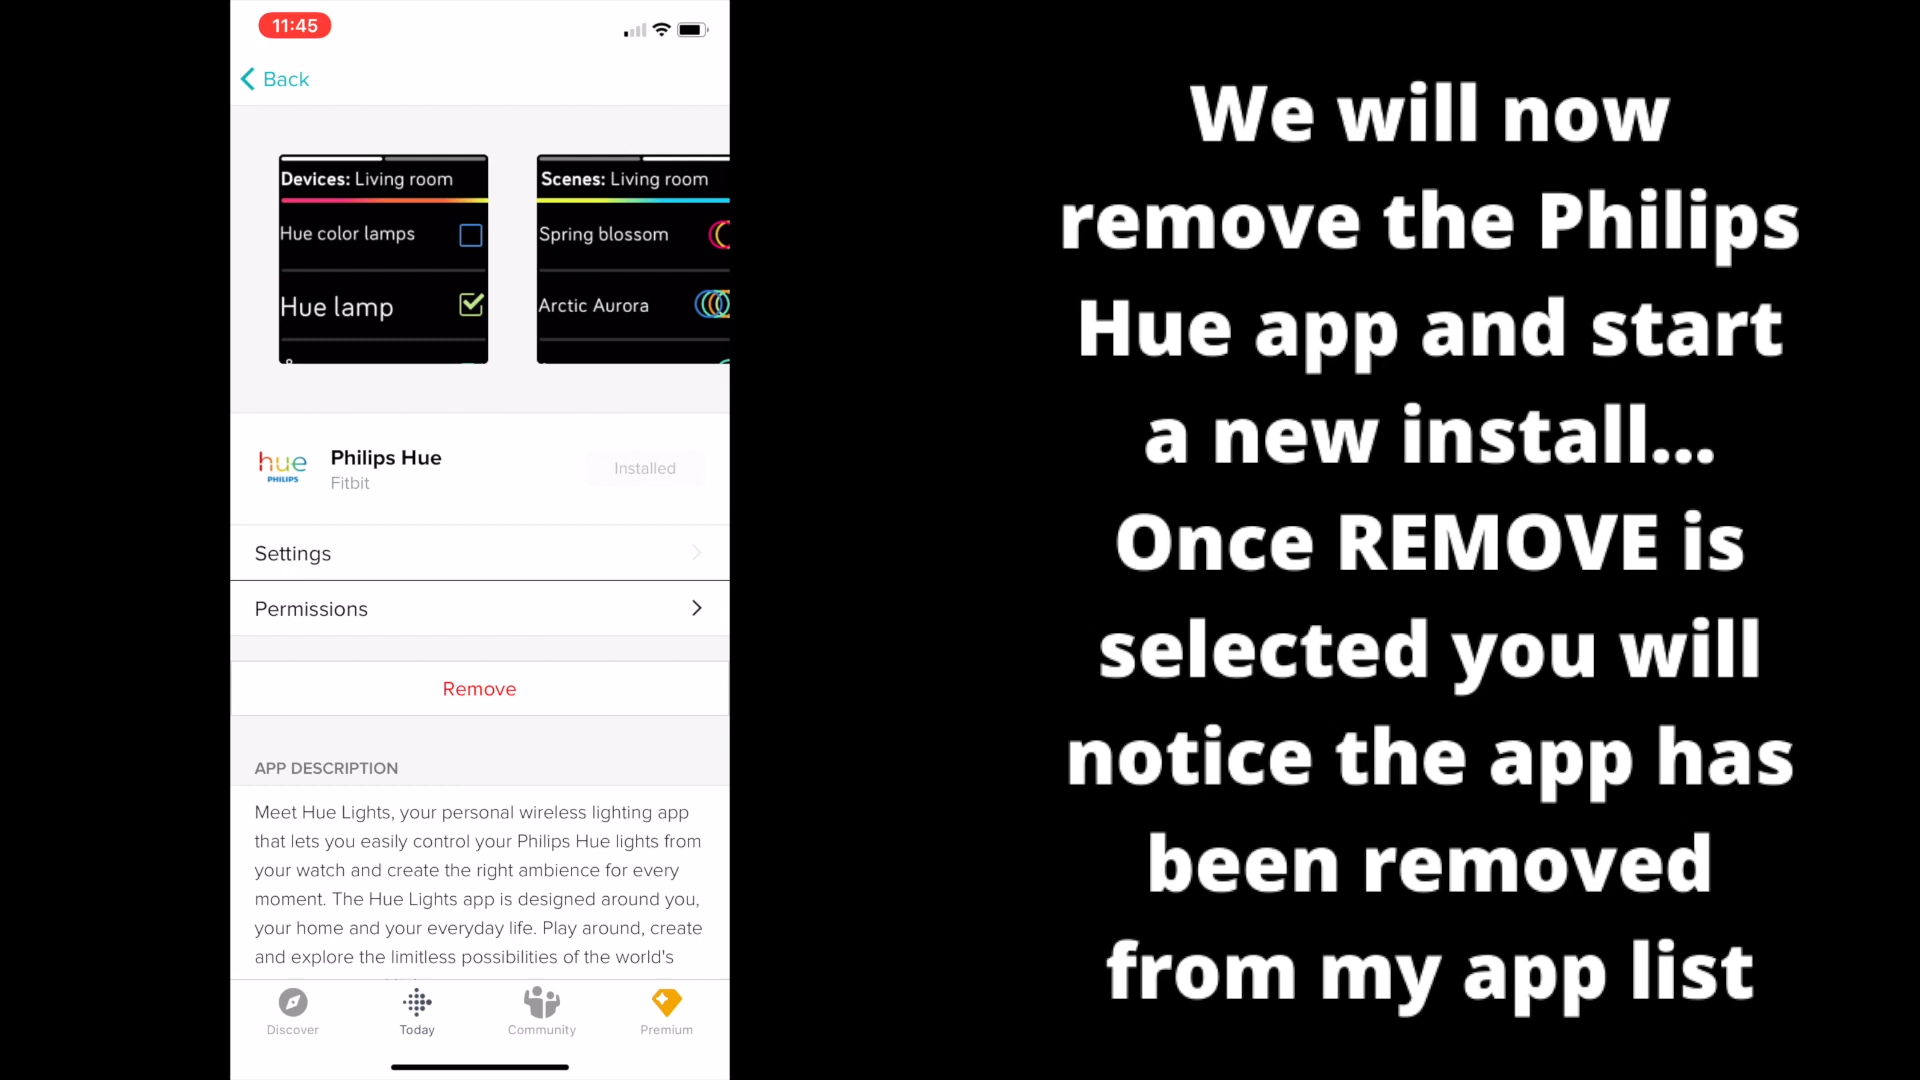 11:45
Back
Devices: Living room
Hue color lamps
Hue lamp
Scenes: Living room
Spring blossom
Arctic Aurora
hue
PHILIPS
Philips Hue
Fitbit
Installed
Settings
Permissions
Remove
APP DESCRIPTION
Meet Hue Lights, your personal wireless lighting app
that lets you easily control your Philips Hue lights from
your watch and create the right ambience for every
moment. The Hue Lights app is designed around you,
your home and your everyday life. Play around, create
and explore the limitless possibilities of the world's
Discover
Today
Community
Premium
We will now
remove the Philips
Hue app and start
a new install...
Once REMOVE is
selected you will
notice the app has
been removed
from my app list